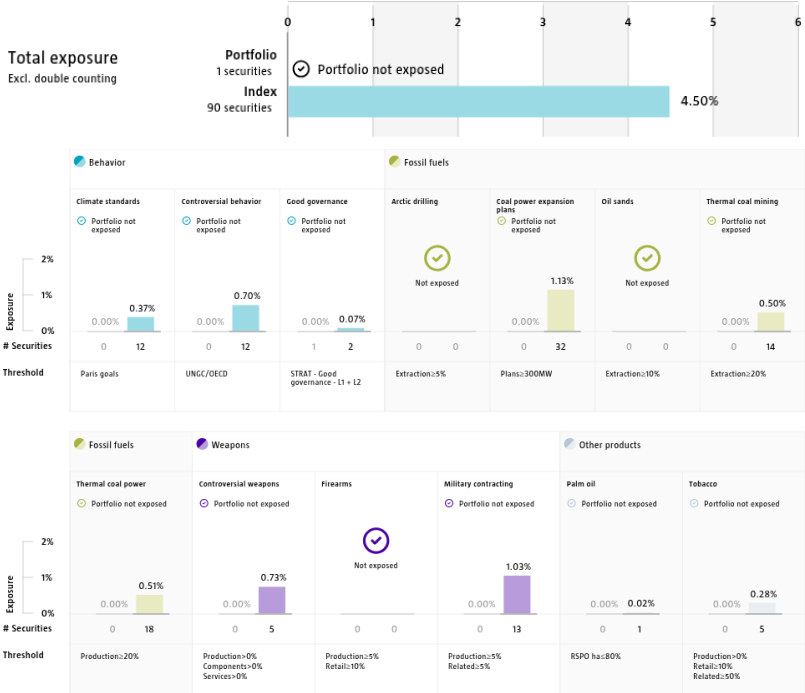 0 1 2 3 4 5 6
Total exposure
Excl. double counting
Portfolio
1 securities
Portfolio not exposed
Index
90 securities
4.50%
Behavior
Fossil fuels
Climate standards
Controversial behavior
Good governance
Arctic drilling
Coal power expansion
plans
Oil sands
Thermal coal mining
Portfolio not
exposed
Portfolio not
exposed
Portfolio not
exposed
Not exposed
Portfolio not
exposed
Not exposed
Portfolio not
exposed
Exposure
2%
1%
0%
0.00% 0.37%
0.00% 0.70%
0.00% 0.07%
0.00% 1.13%
0.00% 0.50%
# Securities
0 12
0 12
1 2
0 0
0 32
0 0
0 14
Threshold
Paris goals
UNGC/OECD
STRAT - Good
governance - L1 + L2
Extraction≥5%
Plans≥300MW
Extraction≥10%
Extraction≥20%
Fossil fuels
Weapons
Other products
Thermal coal power
Controversial weapons
Firearms
Military contracting
Palm oil
Tobacco
Portfolio not exposed
Portfolio not exposed
Not exposed
Portfolio not exposed
Portfolio not exposed
Portfolio not exposed
Exposure
2%
1%
0%
0.00% 0.51%
0.00% 0.73%
0.00% 1.03%
0.00% 0.02%
0.00% 0.28%
# Securities
0 18
0 5
0 0
0 13
0 1
0 5
Threshold
Production≥20%
Production>0%
Components>0%
Services>0%
Production≥5%
Retail≥10%
Production≥5%
Related≥5%
RSPO ha≤80%
Production>0%
Retail≥10%
Related≥50%